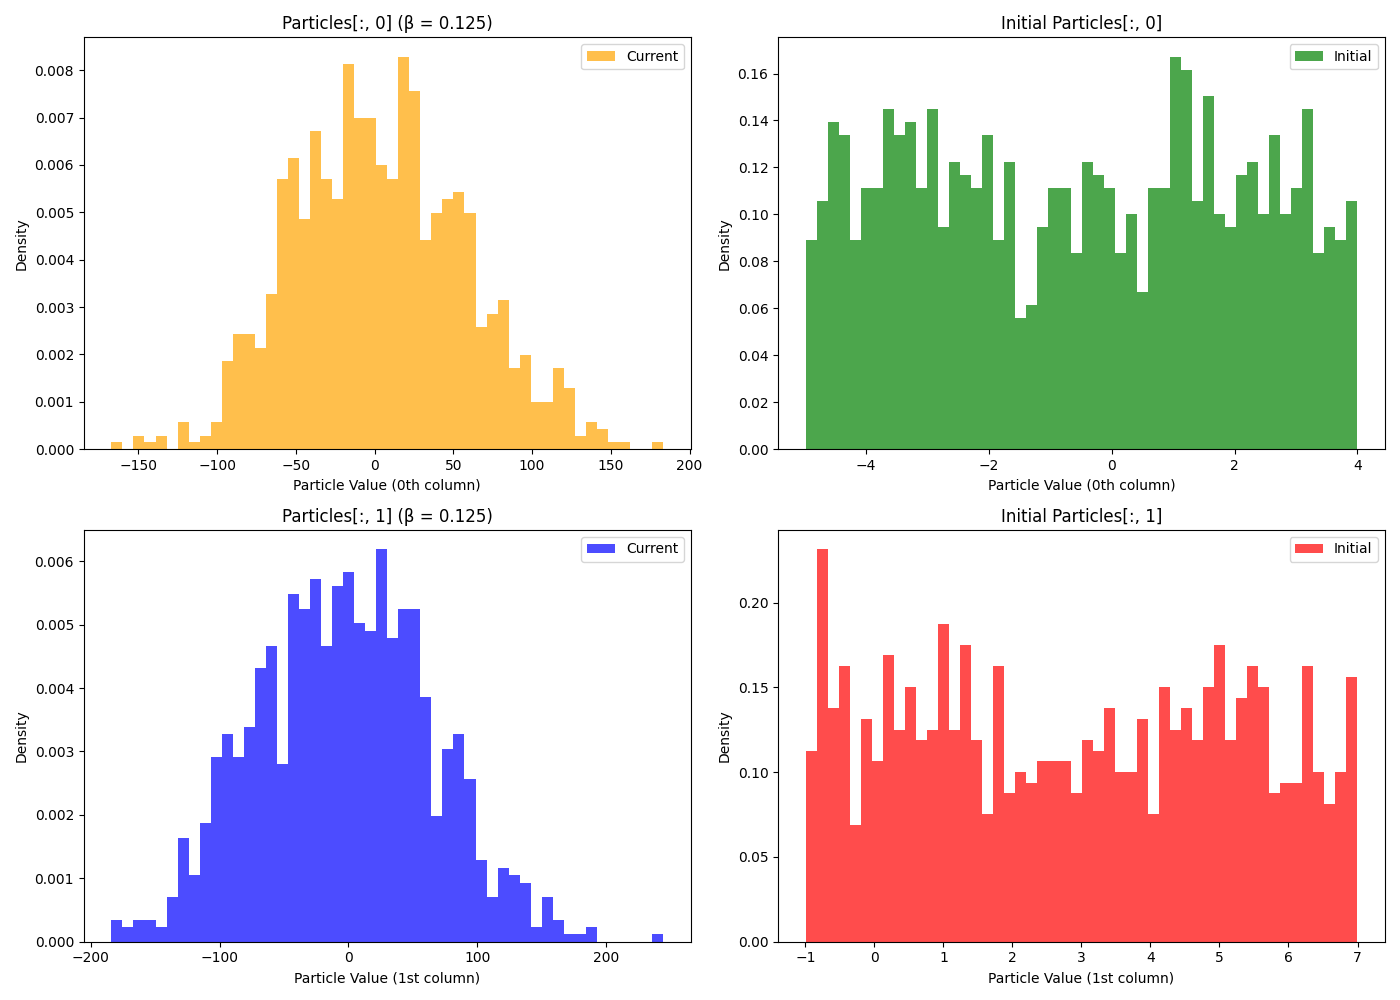 Particles[:, 0] (β = 0.125)
Current
Density
0.008
0.007
0.006
0.005
0.004
0.003
0.002
0.001
0.000
−150 −100 −50 0 50 100 150 200
Particle Value (0th column)
Initial Particles[:, 0]
Initial
Density
0.16
0.14
0.12
0.10
0.08
0.06
0.04
0.02
0.00
−4 −2 0 2 4
Particle Value (0th column)
Particles[:, 1] (β = 0.125)
Current
Density
0.006
0.005
0.004
0.003
0.002
0.001
0.000
−200 −100 0 100 200
Particle Value (1st column)
Initial Particles[:, 1]
Initial
Density
0.20
0.15
0.10
0.05
0.00
−1 0 1 2 3 4 5 6 7
Particle Value (1st column)